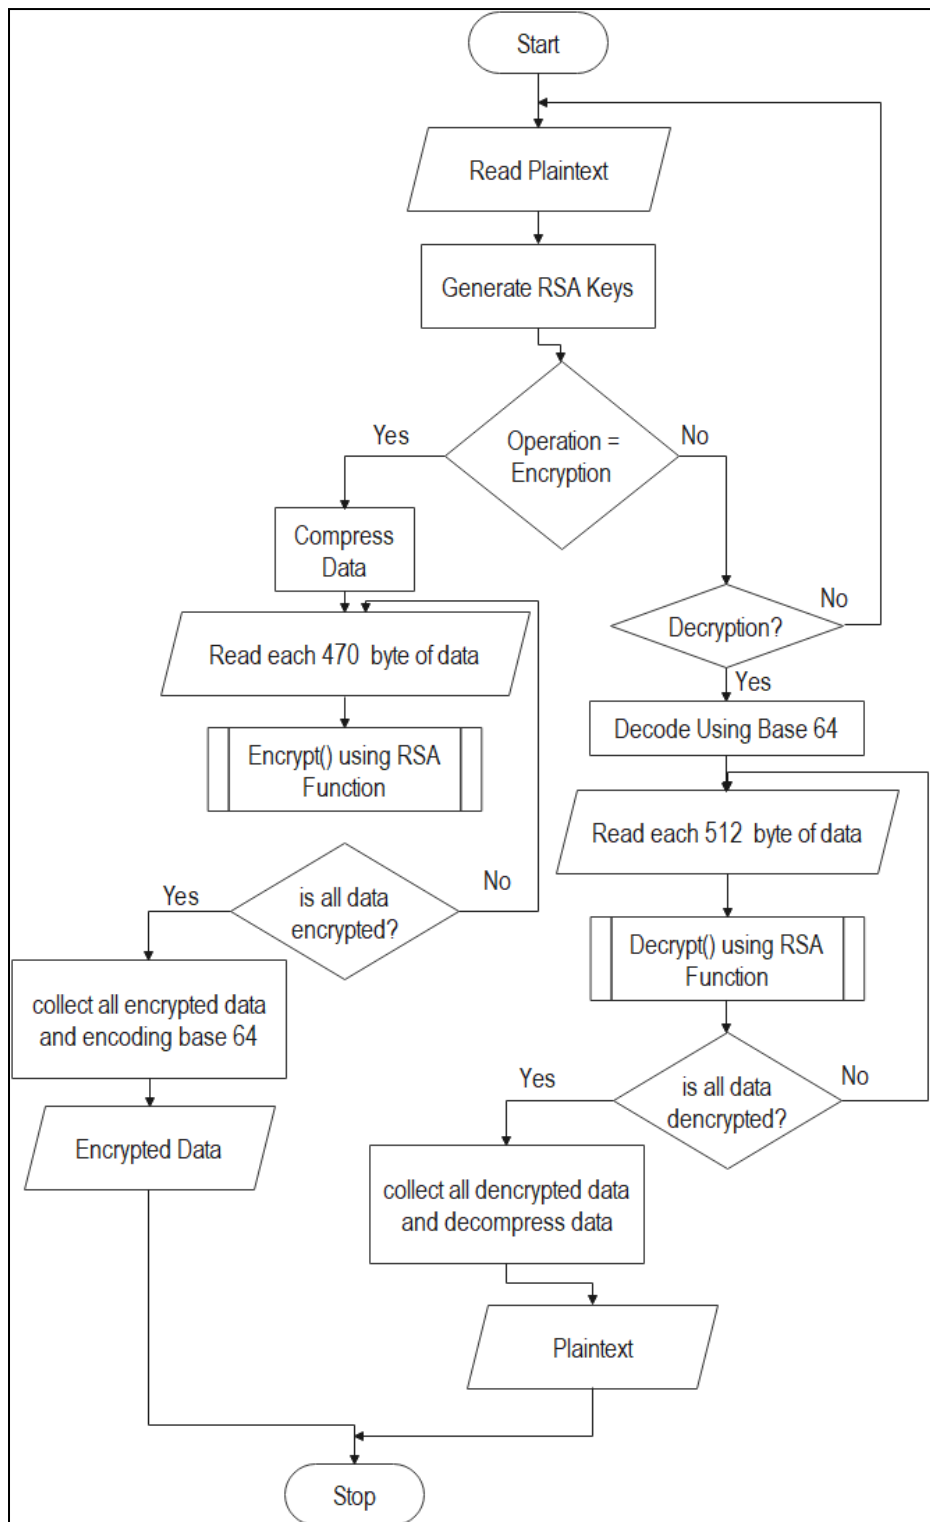 Start
Read Plaintext
Generate RSA Keys
Operation =
Encryption
Yes
No
Compress
Data
Read each 470 byte of data
Encrypt() using RSA
Function
is all data
encrypted?
Yes
No
collect all encrypted data
and encoding base 64
Encrypted Data
Decryption?
No
Yes
Decode Using Base 64
Read each 512 byte of data
Decrypt() using RSA
Function
is all data
dencrypted?
Yes
No
collect all dencrypted data
and decompress data
Plaintext
Stop